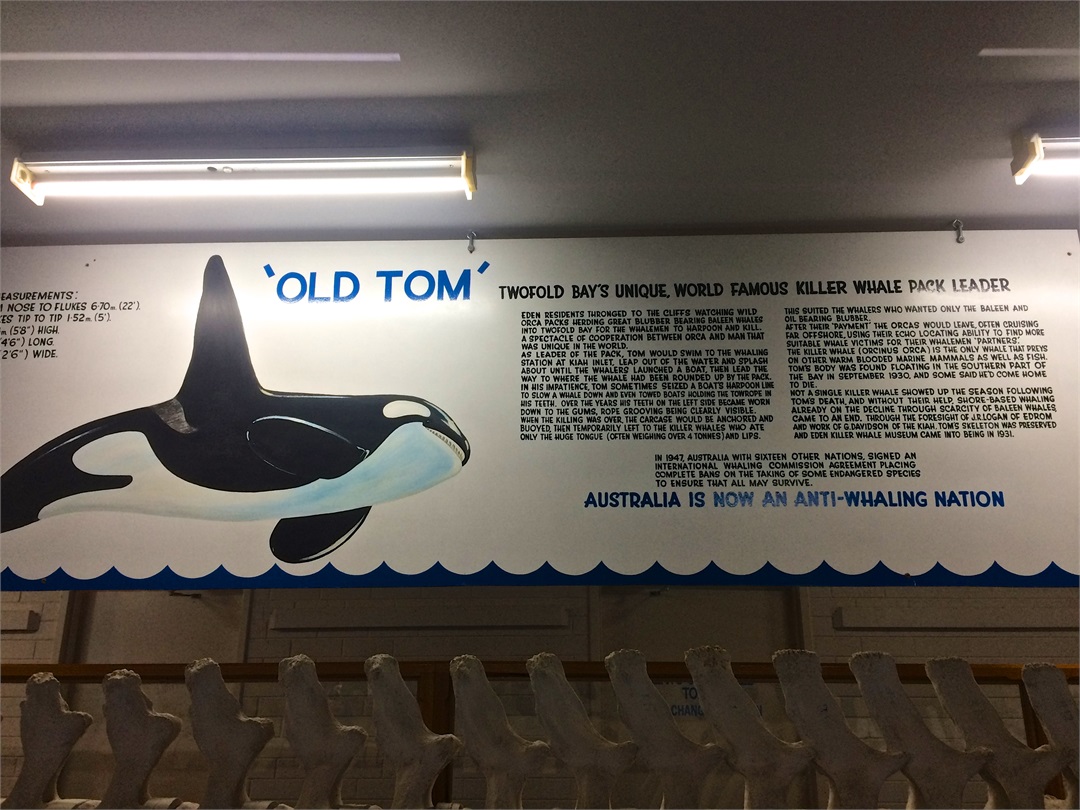 EASUREMENTS:
NOSE TO FLUKES 6·70m. (22').
ES TIP TO TIP 1·52m. (5').
m. (5'8") HIGH.
(4'6") LONG.
(2'6") WIDE.
'OLD TOM'
TWOFOLD BAY'S UNIQUE, WORLD FAMOUS KILLER WHALE PACK LEADER
EDEN RESIDENTS THRONGED TO THE CLIFFS WATCHING WILD
ORCA PACKS HERDING GREAT BLUBBER BEARING BALEEN WHALES
INTO TWOFOLD BAY FOR THE WHALEMEN TO HARPOON AND KILL.
A SPECTACLE OF COOPERATION BETWEEN ORCA AND MAN THAT
WAS UNIQUE IN THE WORLD.
AS LEADER OF THE PACK, TOM WOULD SWIM TO THE WHALING
STATION AT KIAH INLET, LEAP OUT OF THE WATER AND SPLASH
ABOUT UNTIL THE WHALERS LAUNCHED A BOAT, THEN LEAD THE
WAY TO WHERE THE WHALE HAD BEEN ROUNDED UP BY THE PACK.
IN HIS IMPATIENCE, TOM SOMETIMES SEIZED A BOAT'S HARPOON LINE
TO SLOW A WHALE DOWN AND EVEN TOWED BOATS HOLDING THE TOWROPE IN
HIS TEETH. OVER THE YEARS HIS TEETH ON THE LEFT SIDE BECAME WORN
DOWN TO THE GUMS, ROPE GROOVING BEING CLEARLY VISIBLE.
WHEN THE KILLING WAS OVER, THE CARCASE WOULD BE ANCHORED AND
BUOYED, THEN TEMPORARILY LEFT TO THE KILLER WHALES WHO ATE
ONLY THE HUGE TONGUE (OFTEN WEIGHING OVER 4 TONNES) AND LIPS.
THIS SUITED THE WHALERS WHO WANTED ONLY THE BALEEN AND
OIL BEARING BLUBBER.
AFTER THEIR 'PAYMENT' THE ORCAS WOULD LEAVE, OFTEN CRUISING
FAR OFFSHORE, USING THEIR ECHO LOCATING ABILITY TO FIND MORE
SUITABLE WHALE VICTIMS FOR THEIR WHALEMEN 'PARTNERS'.
THE KILLER WHALE (ORCINUS ORCA) IS THE ONLY WHALE THAT PREYS
ON OTHER WARM BLOODED MARINE MAMMALS AS WELL AS FISH.
TOM'S BODY WAS FOUND FLOATING IN THE SOUTHERN PART OF
THE BAY IN SEPTEMBER 1930, AND SOME SAID HE'D COME HOME
TO DIE.
NOT A SINGLE KILLER WHALE SHOWED UP THE SEASON FOLLOWING
TOM'S DEATH, AND WITHOUT THEIR HELP, SHORE-BASED WHALING
ALREADY ON THE DECLINE THROUGH SCARCITY OF BALEEN WHALES,
CAME TO AN END. THROUGH THE FORESIGHT OF J.R.LOGAN OF EDROM
AND WORK OF G.DAVIDSON OF THE KIAH, TOM'S SKELETON WAS PRESERVED
AND EDEN KILLER WHALE MUSEUM CAME INTO BEING IN 1931.
IN 1947, AUSTRALIA WITH SIXTEEN OTHER NATIONS, SIGNED AN
INTERNATIONAL WHALING COMMISSION AGREEMENT PLACING
COMPLETE BANS ON THE TAKING OF SOME ENDANGERED SPECIES
TO ENSURE THAT ALL MAY SURVIVE.
AUSTRALIA IS NOW AN ANTI-WHALING NATION
TO
CHANG